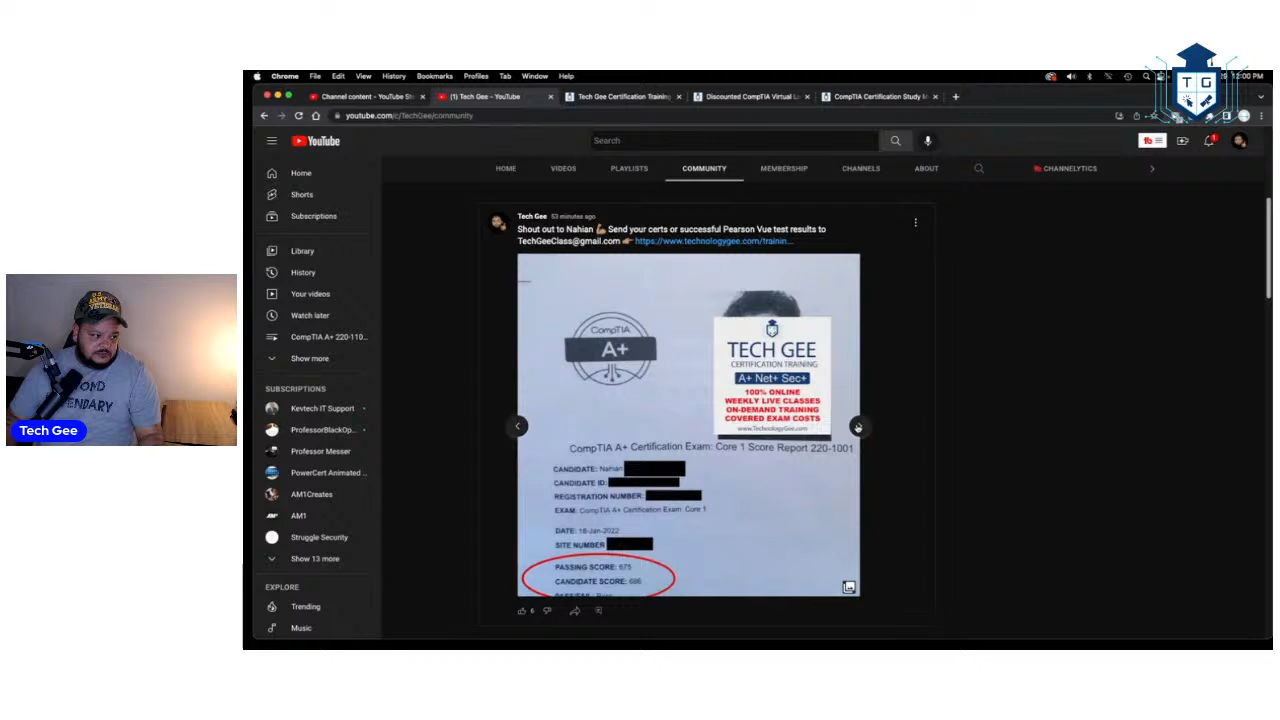 Chrome File Edit View History Bookmarks Profiles Tab Window Help
12:00 PM
T G
Channel content - YouTube St
(1) Tech Gee - YouTube
Tech Gee Certification Training
Discounted CompTIA Virtual L
CompTIA Certification Study M
youtube.com/c/TechGee/community
YouTube
Search
Home
Shorts
Subscriptions
Library
History
Your videos
Watch later
CompTIA A+ 220-110...
Show more
SUBSCRIPTIONS
Kevtech IT Support
ProfessorBlackOp...
Professor Messer
PowerCert Animated ...
AM1Creates
AM1
Struggle Security
Show 13 more
EXPLORE
Trending
Music
HOME VIDEOS PLAYLISTS COMMUNITY MEMBERSHIP CHANNELS ABOUT CHANNELYTICS
Tech Gee 53 minutes ago
Shout out to Nahian 💪🏽 Send your certs or successful Pearson Vue test results to
TechGeeClass@gmail.com 👉🏽 https://www.technologygee.com/trainin...
CompTIA
A+
TECH GEE
CERTIFICATION TRAINING
A+ Net+ Sec+
100% ONLINE
WEEKLY LIVE CLASSES
ON-DEMAND TRAINING
COVERED EXAM COSTS
www.TechnologyGee.com
CompTIA A+ Certification Exam: Core 1 Score Report 220-1001
CANDIDATE: Nahian
CANDIDATE ID:
REGISTRATION NUMBER:
EXAM: CompTIA A+ Certification Exam: Core 1
DATE: 18-Jan-2022
SITE NUMBER
PASSING SCORE: 675
CANDIDATE SCORE: 686
6
Tech Gee
U.S.
ARMY
VETERAN